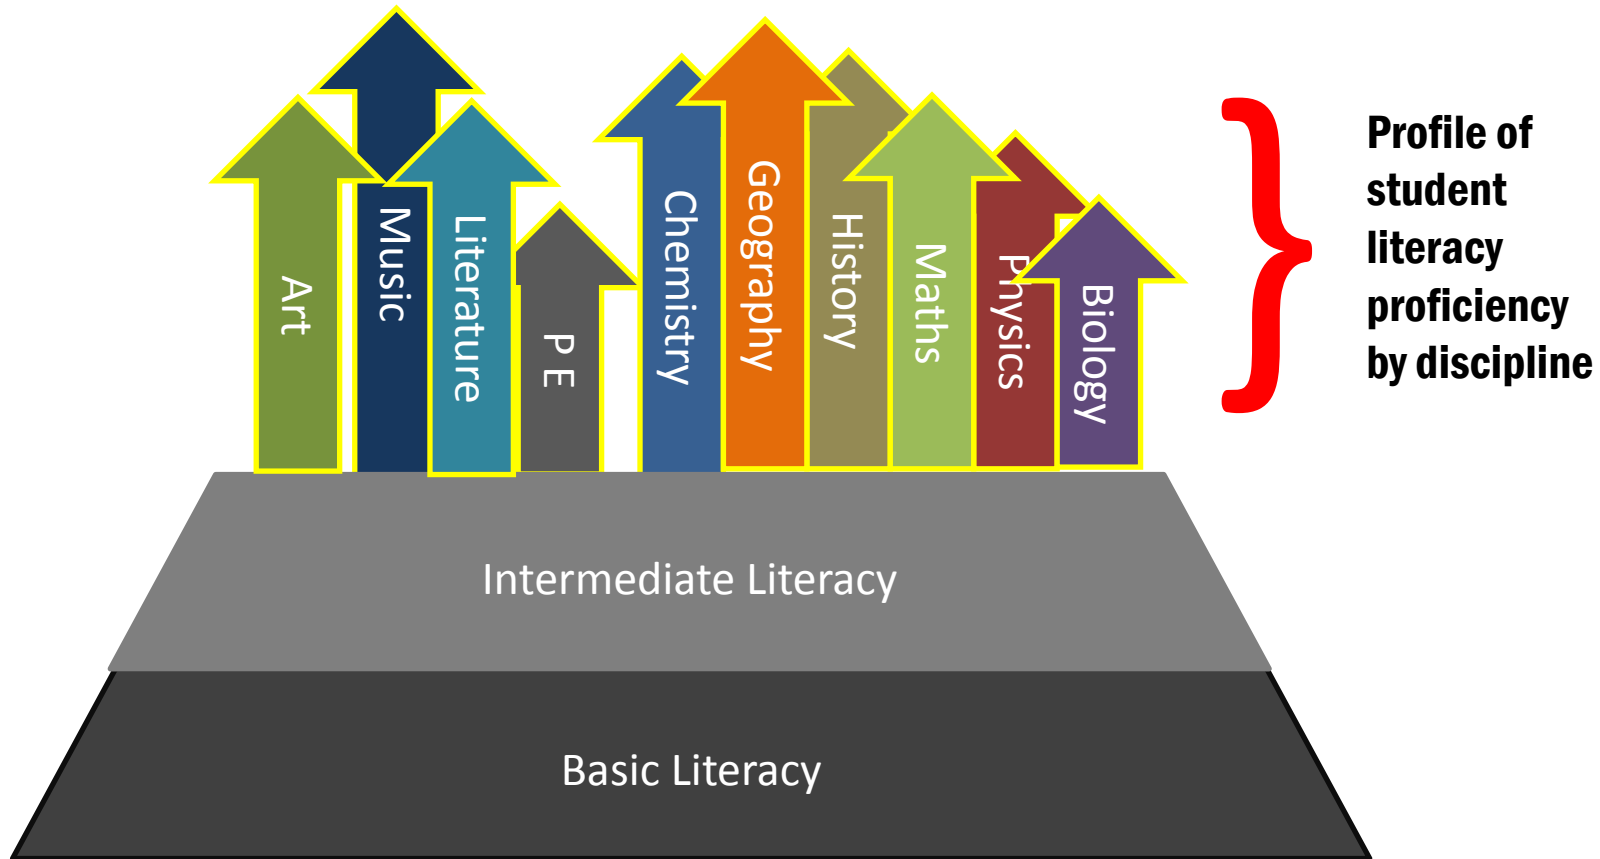 Art
Music
Literature
P E
Chemistry
Geography
History
Maths
Physics
Biology
Profile of
student
literacy
proficiency
by discipline
Intermediate Literacy
Basic Literacy